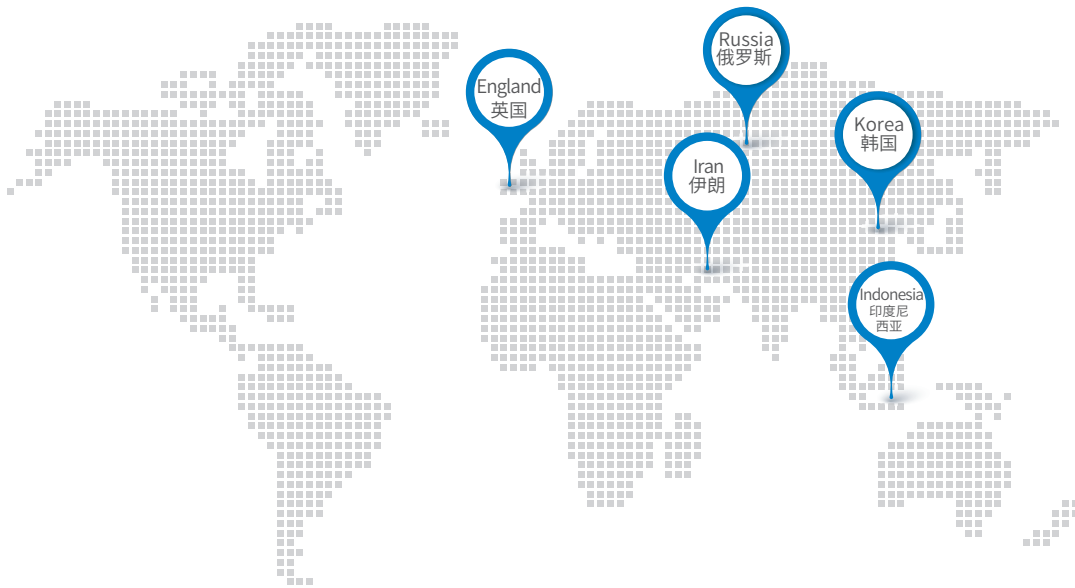 Russia
俄罗斯
England
英国
Korea
韩国
Iran
伊朗
Indonesia
印度尼
西亚